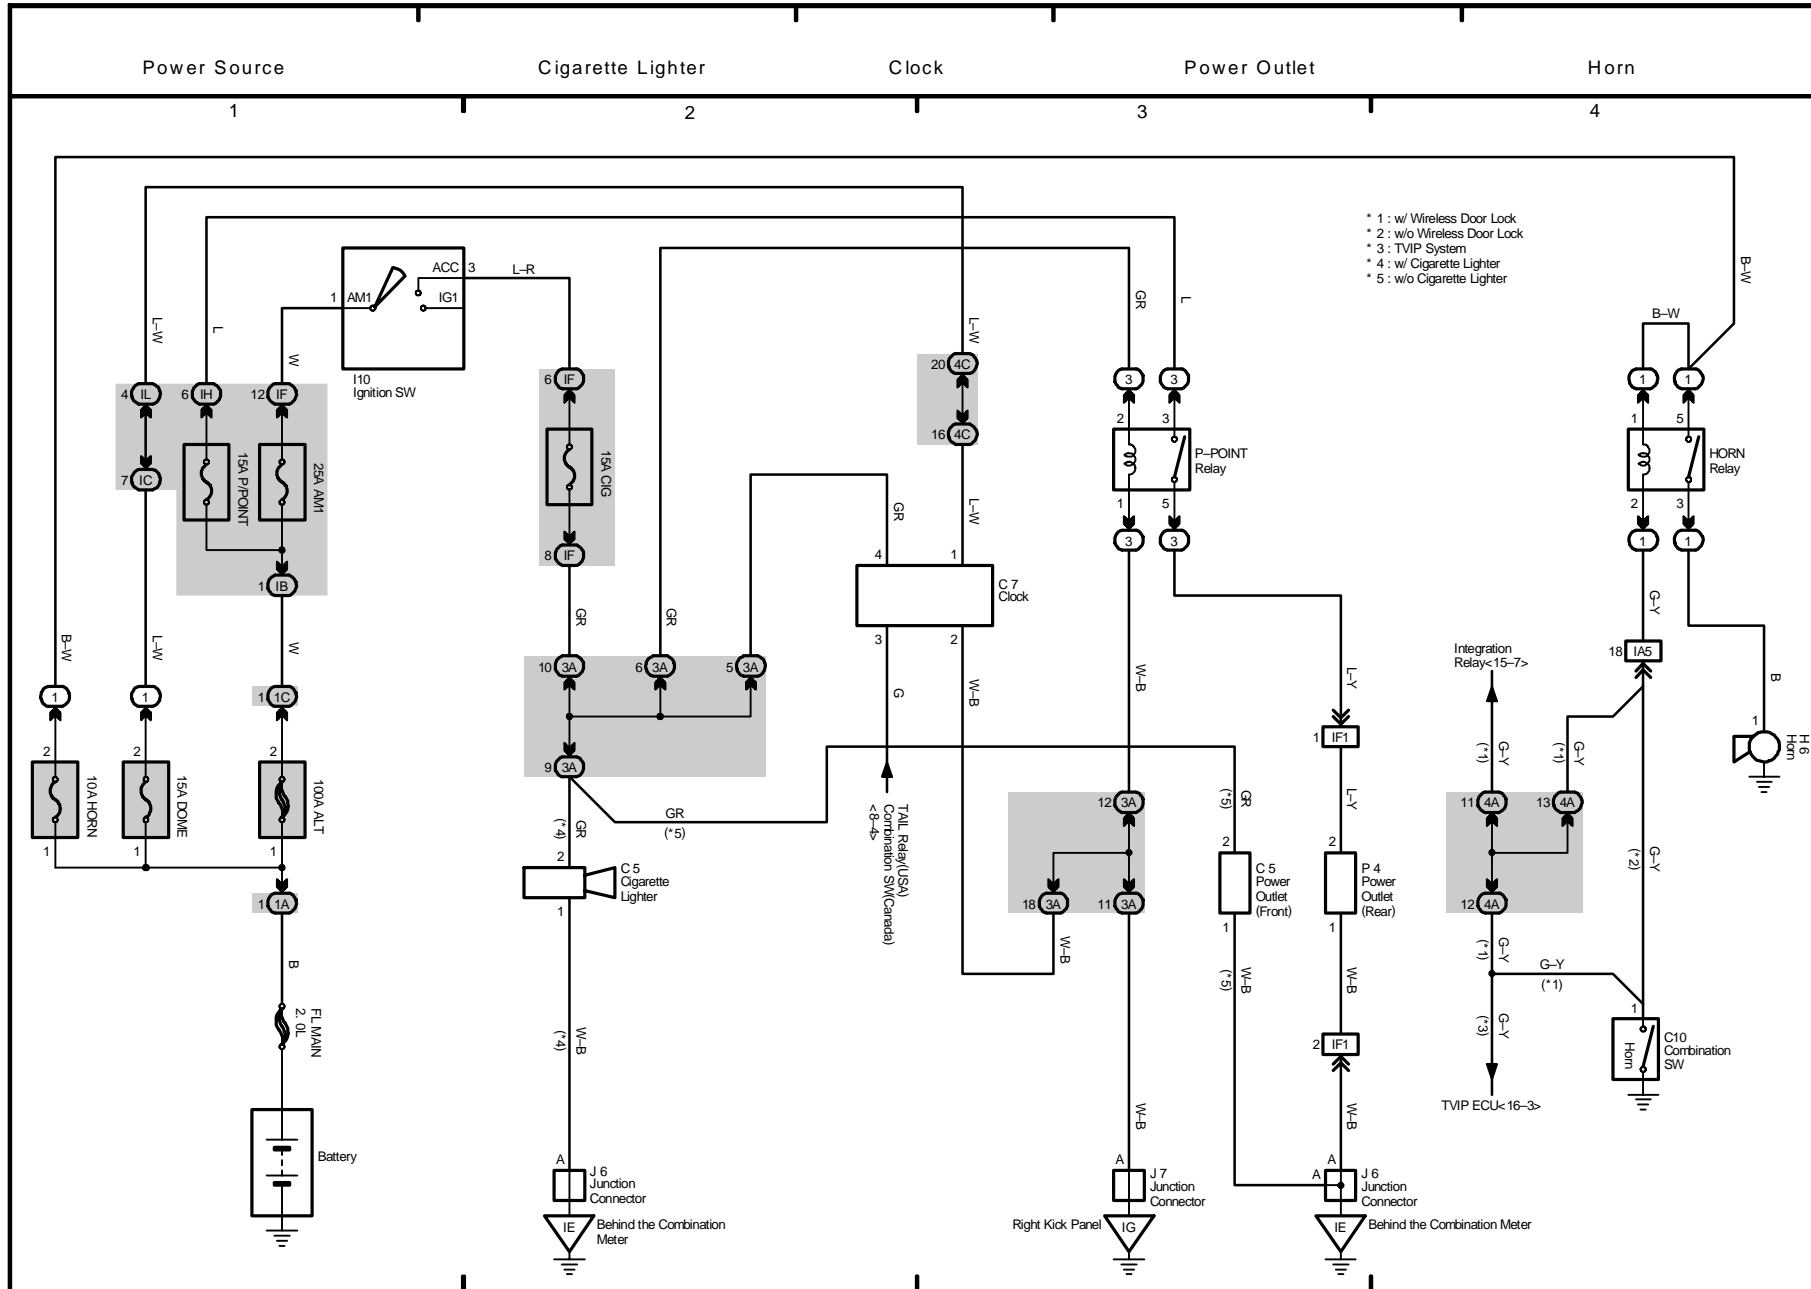 Power Source
Cigarette Lighter
Clock
Power Outlet
Horn
1
2
3
4
* 1 : w/ Wireless Door Lock
* 2 : w/o Wireless Door Lock
* 3 : TVIP System
* 4 : w/ Cigarette Lighter
* 5 : w/o Cigarette Lighter
ACC 3
L–R
1 AM1
IG1
I10
Ignition SW
L–W
L
W
GR
L–W
GR
L
B–W
B–W
4 IL
6 IH
12 IF
6 IF
20 4C
16 4C
3
3
1
1
2
3
1
5
P–POINT
Relay
HORN
Relay
1
5
2
3
3
3
1
1
7 IC
15A P/POINT
25A AM1
15A CIG
8 IF
1 IB
GR
L–W
4
1
C 7
Clock
3
2
B–W
L–W
W
GR
GR
G
W–B
W–B
L–Y
G–Y
B
10 3A
6 3A
5 3A
9 3A
Integration
Relay<15–7>
18 IA5
1
1
1 1C
2
2
2
10A HORN
15A DOME
100A ALT
1
1
1
1 1A
GR
(*4)
GR
(*5)
TAIL Relay(USA)
Combination SW(Canada)
<8–4>
1 IF1
L–Y
GR
(*5)
G–Y
(*1)
G–Y
(*1)
1
H 6
Horn
12 3A
18 3A
11 3A
11 4A
13 4A
12 4A
2
C 5
Cigarette
Lighter
1
2
C 5
Power
Outlet
(Front)
1
2
P 4
Power
Outlet
(Rear)
1
G–Y
(*2)
W–B
W–B
(*5)
W–B
G–Y
(*1)
G–Y
(*1)
G–Y
(*3)
B
FL MAIN
2. 0L
W–B
(*4)
2 IF1
1
Horn
C10
Combination
SW
TVIP ECU<16–3>
W–B
W–B
Battery
A
J 6
Junction
Connector
A
J 7
Junction
Connector
A
A
J 6
Junction
Connector
IE
Behind the Combination
Meter
Right Kick Panel
IG
IE
Behind the Combination Meter